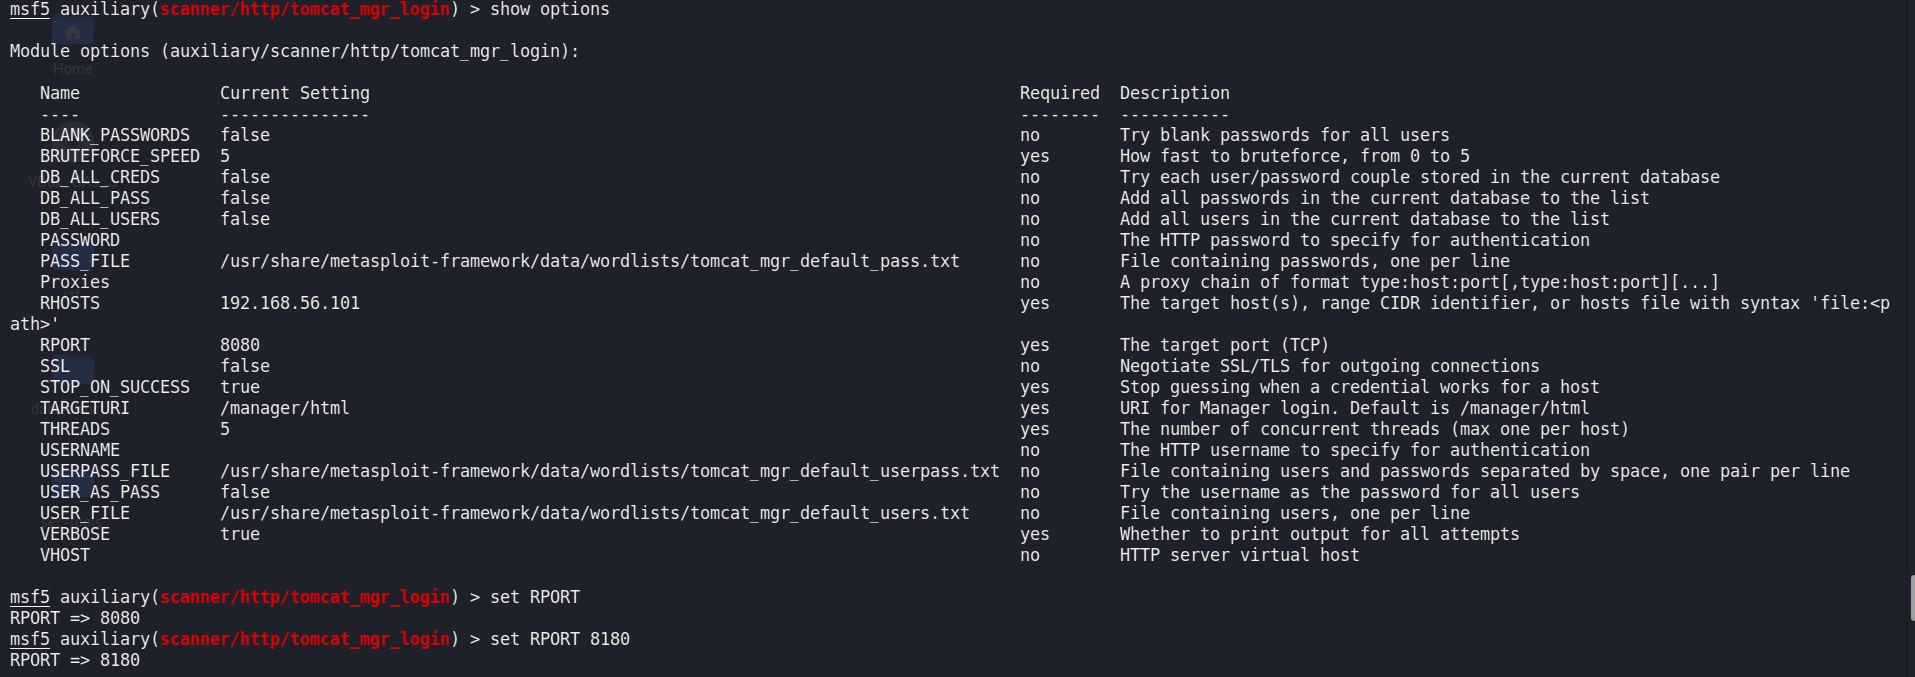 msf5 auxiliary(scanner/http/tomcat_mgr_login) > show options
Home
Module options (auxiliary/scanner/http/tomcat_mgr_login):
Name Current Setting Required Description
---- --------------- -------- -----------
BLANK_PASSWORDS false no Try blank passwords for all users
BRUTEFORCE_SPEED 5 yes How fast to bruteforce, from 0 to 5
DB_ALL_CREDS false no Try each user/password couple stored in the current database
DB_ALL_PASS false no Add all passwords in the current database to the list
DB_ALL_USERS false no Add all users in the current database to the list
PASSWORD no The HTTP password to specify for authentication
PASS_FILE /usr/share/metasploit-framework/data/wordlists/tomcat_mgr_default_pass.txt no File containing passwords, one per line
Proxies no A proxy chain of format type:host:port[,type:host:port][...]
RHOSTS 192.168.56.101 yes The target host(s), range CIDR identifier, or hosts file with syntax 'file:<p
ath>'
RPORT 8080 yes The target port (TCP)
SSL false no Negotiate SSL/TLS for outgoing connections
STOP_ON_SUCCESS true yes Stop guessing when a credential works for a host
TARGETURI /manager/html yes URI for Manager login. Default is /manager/html
THREADS 5 yes The number of concurrent threads (max one per host)
USERNAME no The HTTP username to specify for authentication
USERPASS_FILE /usr/share/metasploit-framework/data/wordlists/tomcat_mgr_default_userpass.txt no File containing users and passwords separated by space, one pair per line
USER_AS_PASS false no Try the username as the password for all users
USER_FILE /usr/share/metasploit-framework/data/wordlists/tomcat_mgr_default_users.txt no File containing users, one per line
VERBOSE true yes Whether to print output for all attempts
VHOST no HTTP server virtual host
msf5 auxiliary(scanner/http/tomcat_mgr_login) > set RPORT
RPORT => 8080
msf5 auxiliary(scanner/http/tomcat_mgr_login) > set RPORT 8180
RPORT => 8180